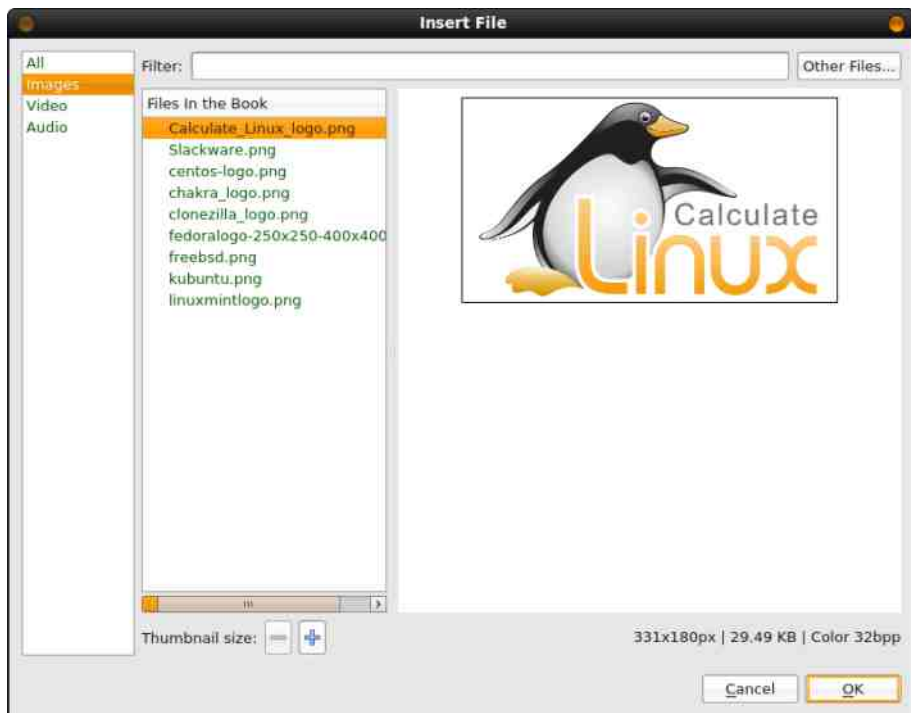 Insert File
All
Images
Video
Audio
Filter:
Other Files...
Files In the Book
Calculate_Linux_logo.png
Slackware.png
centos-logo.png
chakra_logo.png
clonezilla_logo.png
fedoralogo-250x250-400x400
freebsd.png
kubuntu.png
linuxmintlogo.png
Calculate
Linux
Thumbnail size:
331x180px | 29.49 KB | Color 32bpp
Cancel
OK